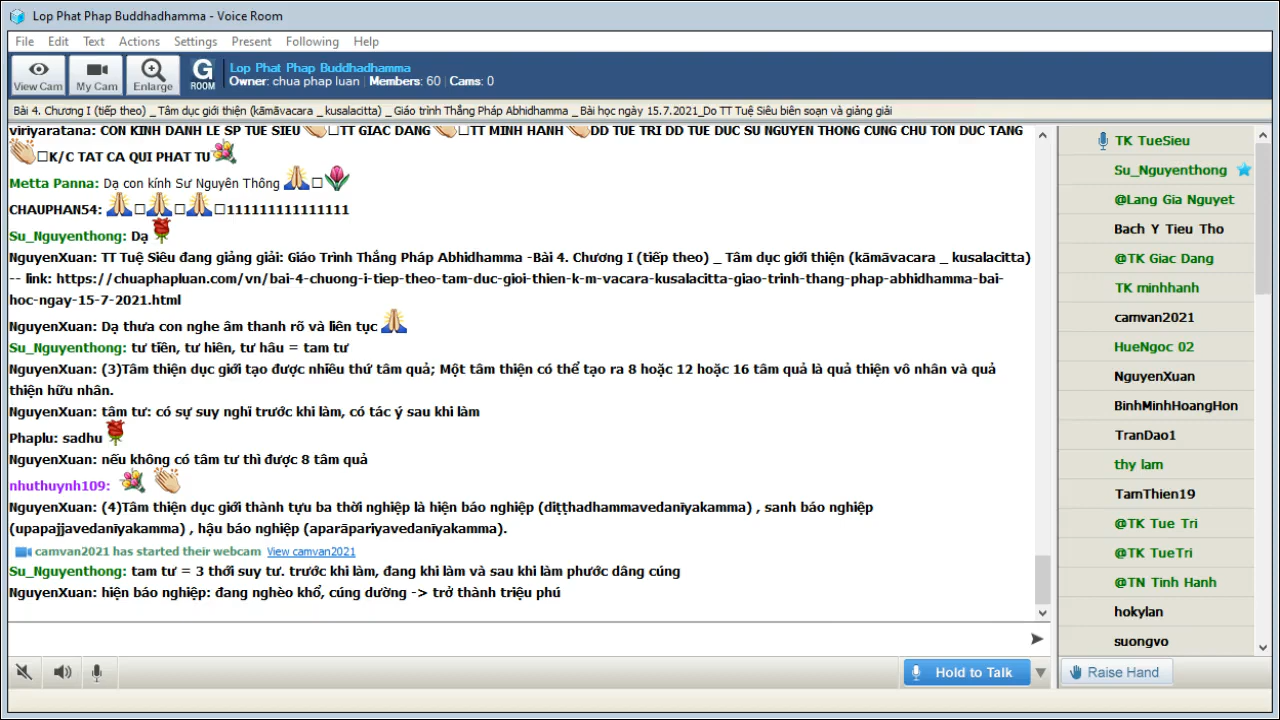 Lop Phat Phap Buddhadhamma - Voice Room
File Edit Text Actions Settings Present Following Help
View Cam My Cam Enlarge G ROOM
Lop Phat Phap Buddhadhamma
Owner: chua phap luan | Members: 60 | Cams: 0
Bài 4. Chương I (tiếp theo) _ Tâm dục giới thiện (kāmāvacara _ kusalacitta) _ Giáo trình Thắng Pháp Abhidhamma _ Bài học ngày 15.7.2021_Do TT Tuệ Siêu biên soạn và giảng giải
viriyaratana: CON KINH DANH LE SP TUE SIEU TT GIAC DANG TT MINH HANH DD TUE TRI DD TUE DUC SU NGUYEN THONG CUNG CHU TON DUC TANG
K/C TAT CA QUI PHAT TU
Metta Panna: Dạ con kính Sư Nguyên Thông
CHAUPHAN54: 111111111111111
Su_Nguyenthong: Dạ
NguyenXuan: TT Tuệ Siêu đang giảng giải: Giáo Trình Thắng Pháp Abhidhamma -Bài 4. Chương I (tiếp theo) _ Tâm dục giới thiện (kāmāvacara _ kusalacitta)
-- link: https://chuaphapluan.com/vn/bai-4-chuong-i-tiep-theo-tam-duc-gioi-thien-k-m-vacara-kusalacitta-giao-trinh-thang-phap-abhidhamma-bai-
hoc-ngay-15-7-2021.html
NguyenXuan: Dạ thưa con nghe âm thanh rõ và liên tục
Su_Nguyenthong: tư tiền, tư hiện, tư hậu = tam tư
NguyenXuan: (3)Tâm thiện dục giới tạo được nhiều thứ tâm quả; Một tâm thiện có thể tạo ra 8 hoặc 12 hoặc 16 tâm quả là quả thiện vô nhân và quả
thiện hữu nhân.
NguyenXuan: tâm tư: có sự suy nghĩ trước khi làm, có tác ý sau khi làm
Phaplu: sadhu
NguyenXuan: nếu không có tâm tư thì được 8 tâm quả
nhuthuynh109:
NguyenXuan: (4)Tâm thiện dục giới thành tựu ba thời nghiệp là hiện báo nghiệp (diṭṭhadhammavedanīyakamma) , sanh báo nghiệp
(upapajjavedanīyakamma) , hậu báo nghiệp (aparāpariyavedanīyakamma).
camvan2021 has started their webcam View camvan2021
Su_Nguyenthong: tam tư = 3 thới suy tư. trước khi làm, đang khi làm và sau khi làm phước dâng cúng
NguyenXuan: hiện báo nghiệp: đang nghèo khổ, cúng dường -> trở thành triệu phú
Hold to Talk
TK TueSieu
Su_Nguyenthong
@Lang Gia Nguyet
Bach Y Tieu Tho
@TK Giac Dang
TK minhhanh
camvan2021
HueNgoc 02
NguyenXuan
BinhMinhHoangHon
TranDao1
thy lam
TamThien19
@TK Tue Tri
@TK TueTri
@TN Tinh Hanh
hokylan
suongvo
Raise Hand